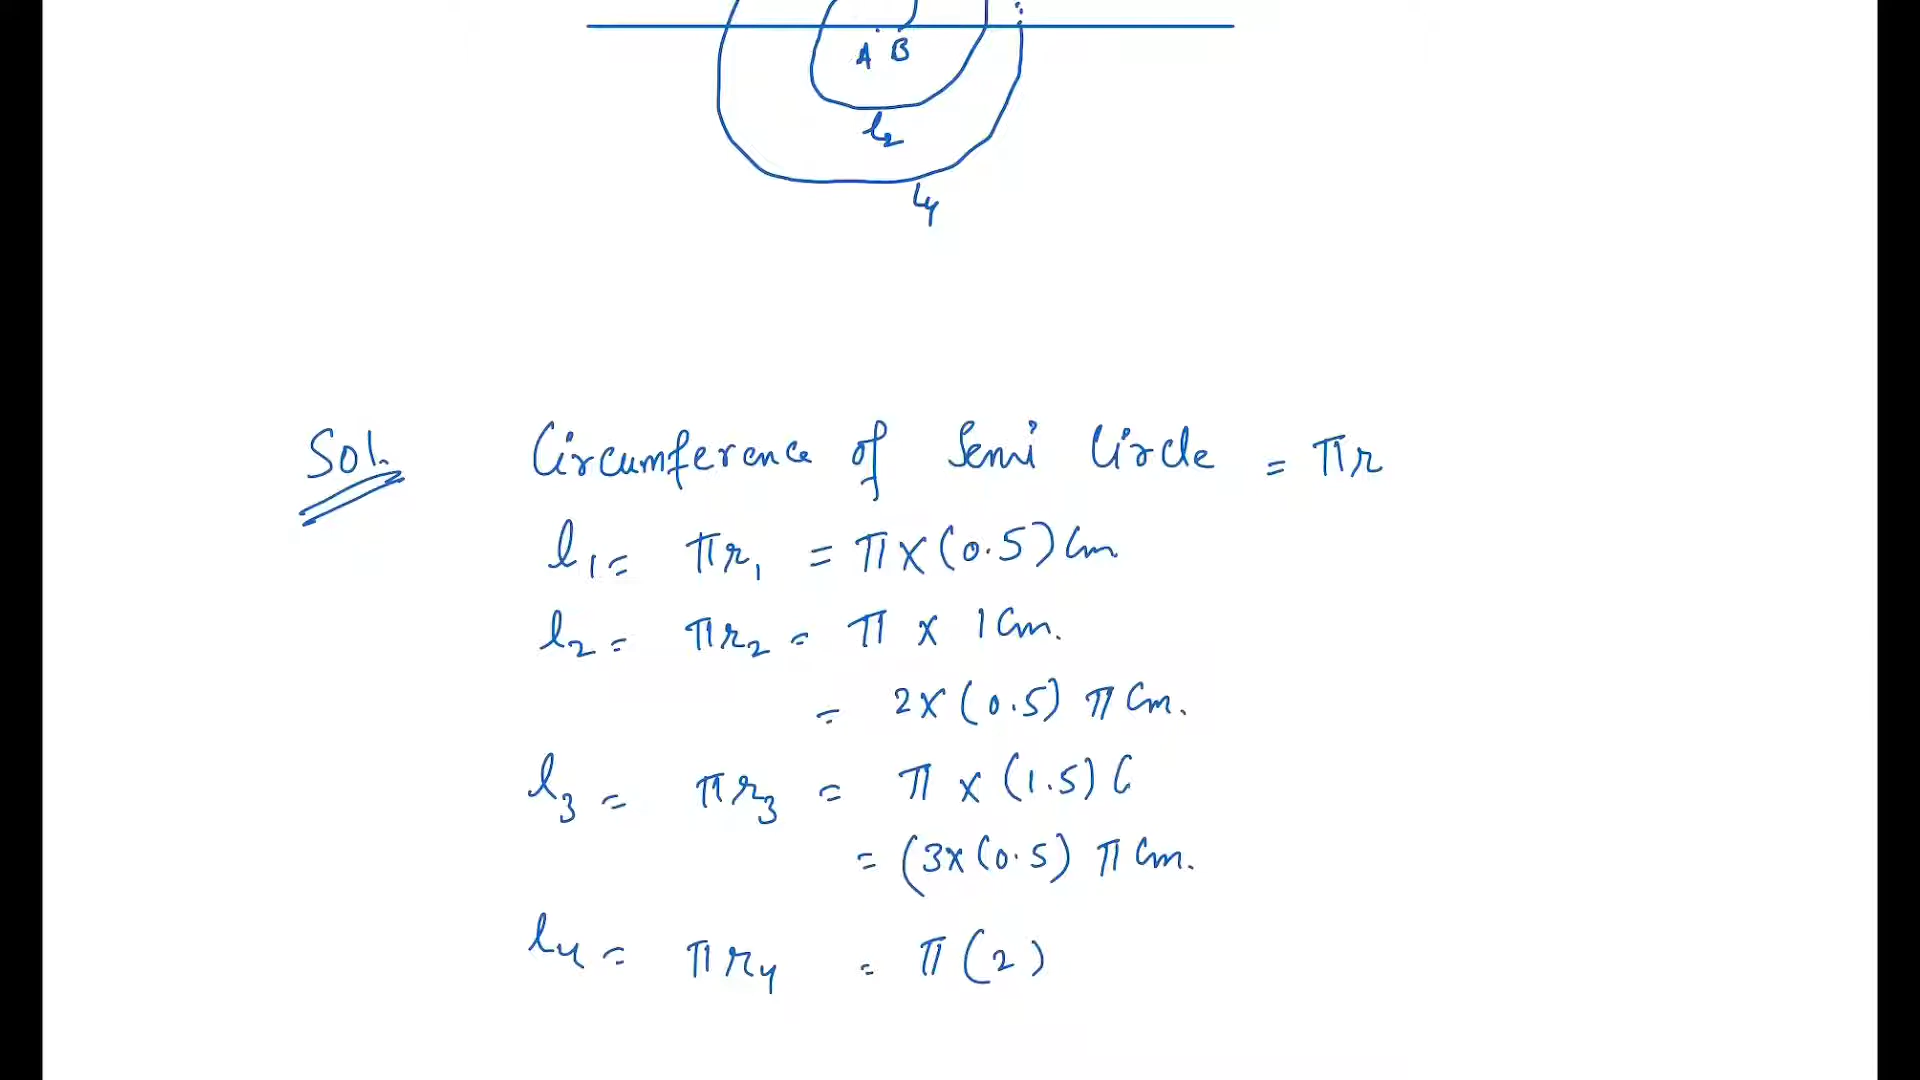 A B
l2
l4
Sol. Circumference of Semi Circle = πr
l1 = πr1 = π×(0.5) Cm
l2 = πr2 = π × 1 Cm.
= 2×(0.5) π Cm.
l3 = πr3 = π × (1.5) C
= (3×(0.5) π Cm.
l4 = πr4 = π(2)